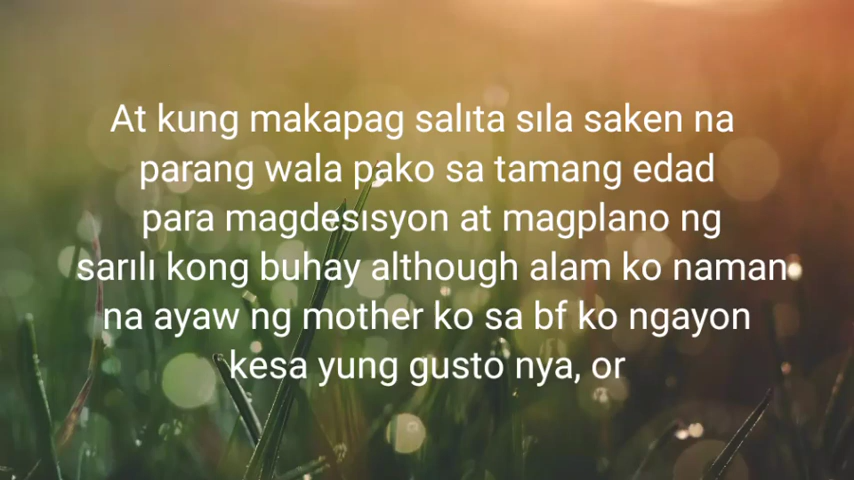 At kung makapag salıta sıla saken na
parang wala pako sa tamang edad
para magdesısyon at magplano ng
sarılı kong buhay although alam ko naman
na ayaw ng mother ko sa bf ko ngayon
kesa yung gusto nya, or